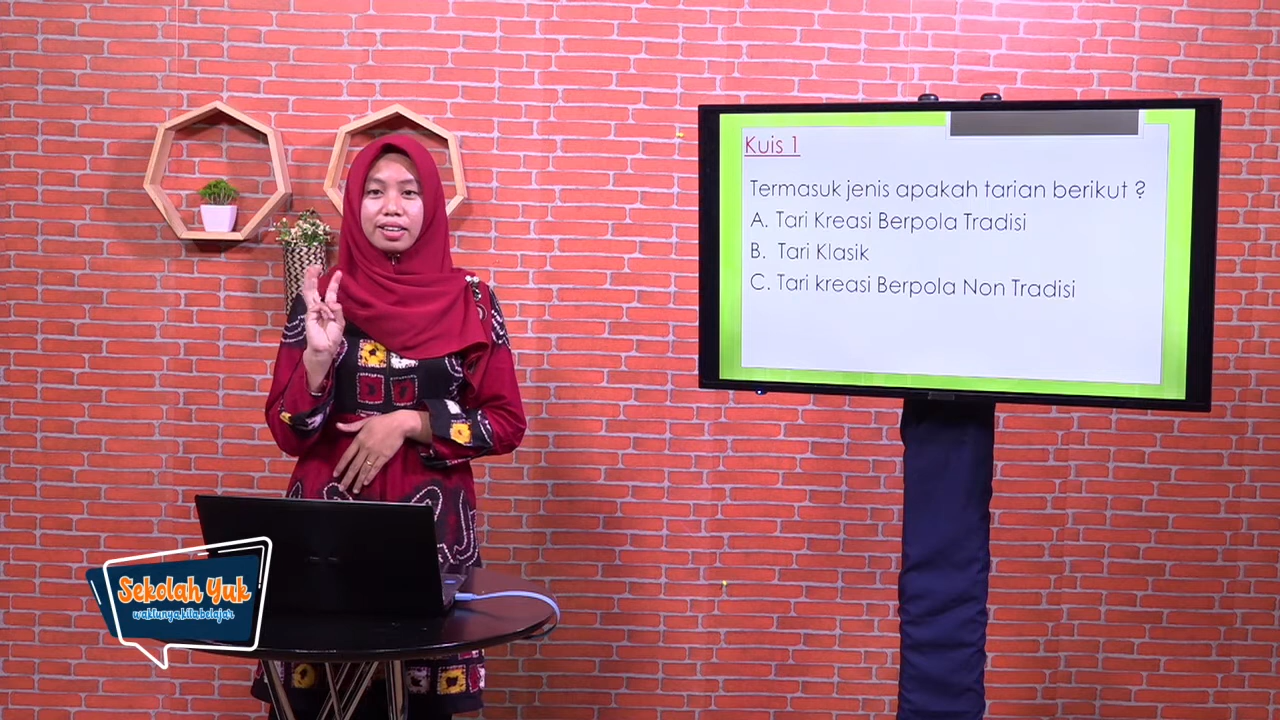 Kuis 1
Termasuk jenis apakah tarian berikut ?
A. Tari Kreasi Berpola Tradisi
B. Tari Klasik
C. Tari kreasi Berpola Non Tradisi
Sekolah Yuk
waktunya kita belajar